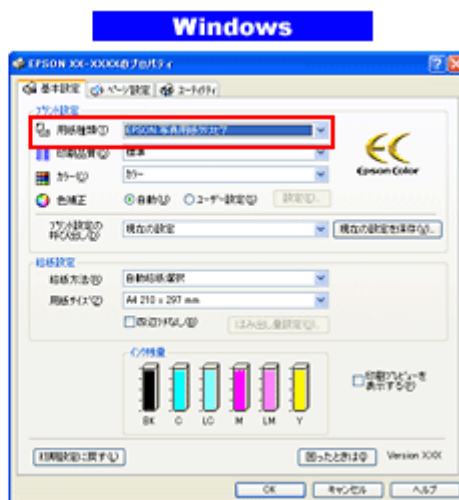 Windows
EPSON XX-XXXXのプロパティ
基本設定 ページ設定 ユーティリティ
プリント設定
用紙種類(T) EPSON 写真用紙クリスピア
印刷品質(Q) 標準
カラー(C) カラー
EpsonColor
色補正 自動(U) ユーザー設定(E) 設定(D)...
プリント設定の
呼び出し(L) 現在の設定 現在の設定を保存(V)...
給紙設定
給紙方法(B) 自動給紙選択
用紙サイズ(Z) A4 210 x 297 mm
四辺フチなし(J) はみ出し量設定(O)...
インク残量
印刷プレビューを
表示する(P)
BK C LC M LM Y
初期設定に戻す(Y) 困ったときは Version X.XX
OK キャンセル ヘルプ